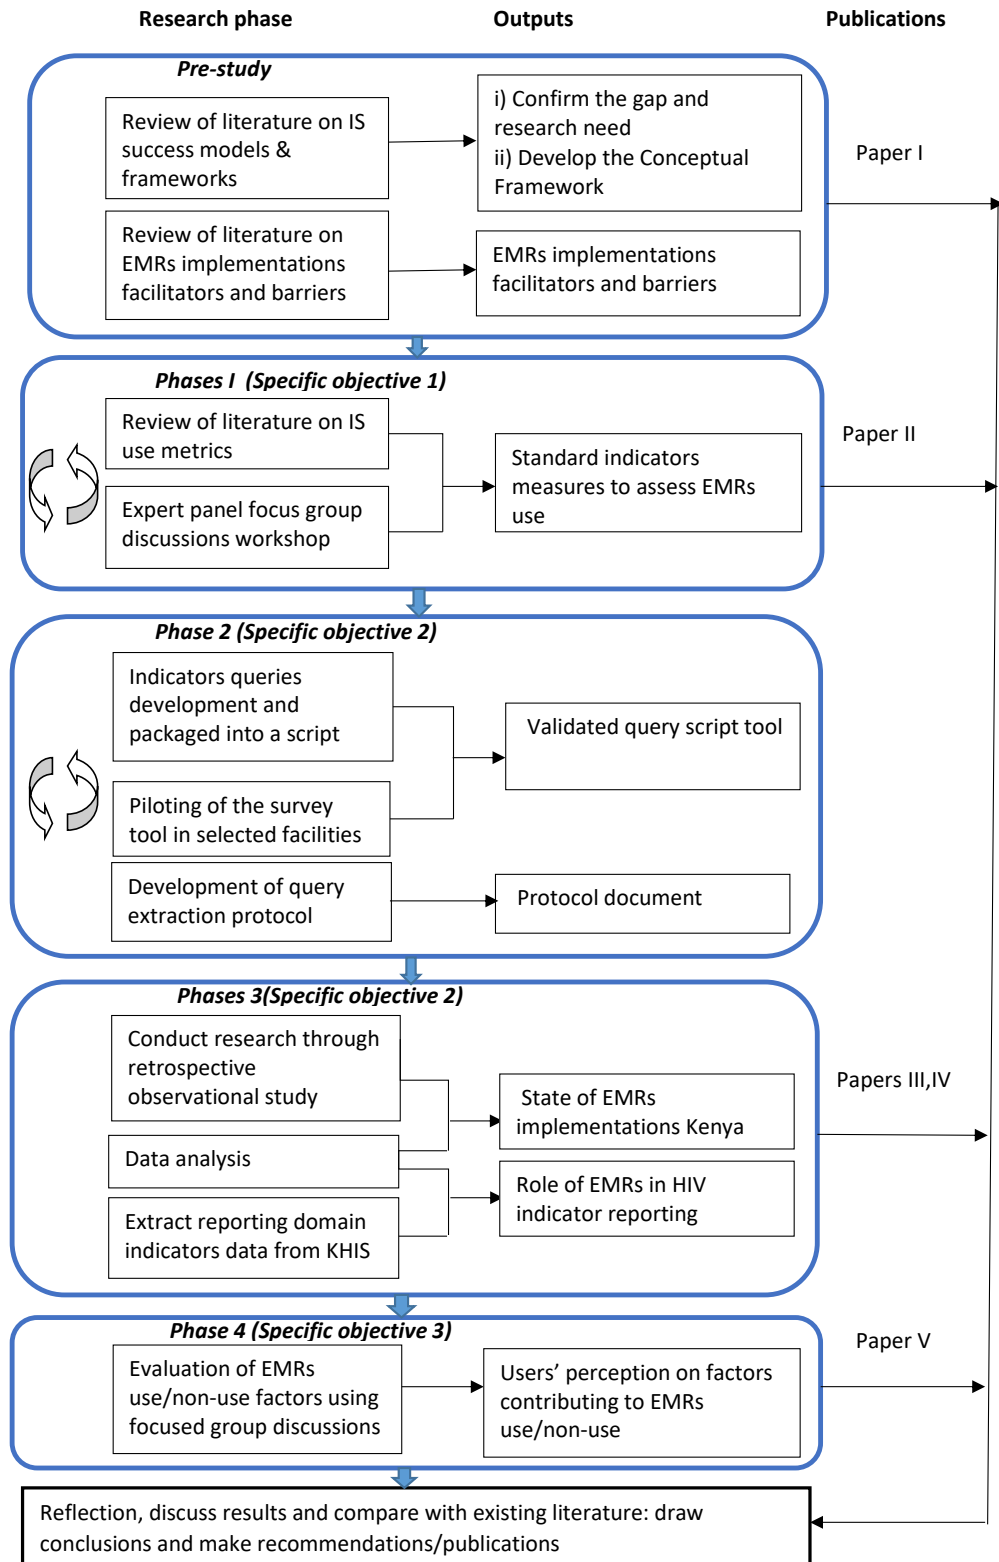 Research phase
Outputs
Publications
Pre-study
Review of literature on IS
success models &
frameworks
i) Confirm the gap and
research need
ii) Develop the Conceptual
Framework
Paper I
Review of literature on
EMRs implementations
facilitators and barriers
EMRs implementations
facilitators and barriers
Phases I  (Specific objective 1)
Review of literature on IS
use metrics
Expert panel focus group
discussions workshop
Standard indicators
measures to assess EMRs
use
Paper II
Phase 2 (Specific objective 2)
Indicators queries
development and
packaged into a script
Piloting of the survey
tool in selected facilities
Validated query script tool
Development of query
extraction protocol
Protocol document
Phases 3(Specific objective 2)
Conduct research through
retrospective
observational study
Data analysis
Extract reporting domain
indicators data from KHIS
State of EMRs
implementations Kenya
Role of EMRs in HIV
indicator reporting
Papers III,IV
Phase 4 (Specific objective 3)
Evaluation of EMRs
use/non-use factors using
focused group discussions
Users’ perception on factors
contributing to EMRs
use/non-use
Paper V
Reflection, discuss results and compare with existing literature: draw
conclusions and make recommendations/publications